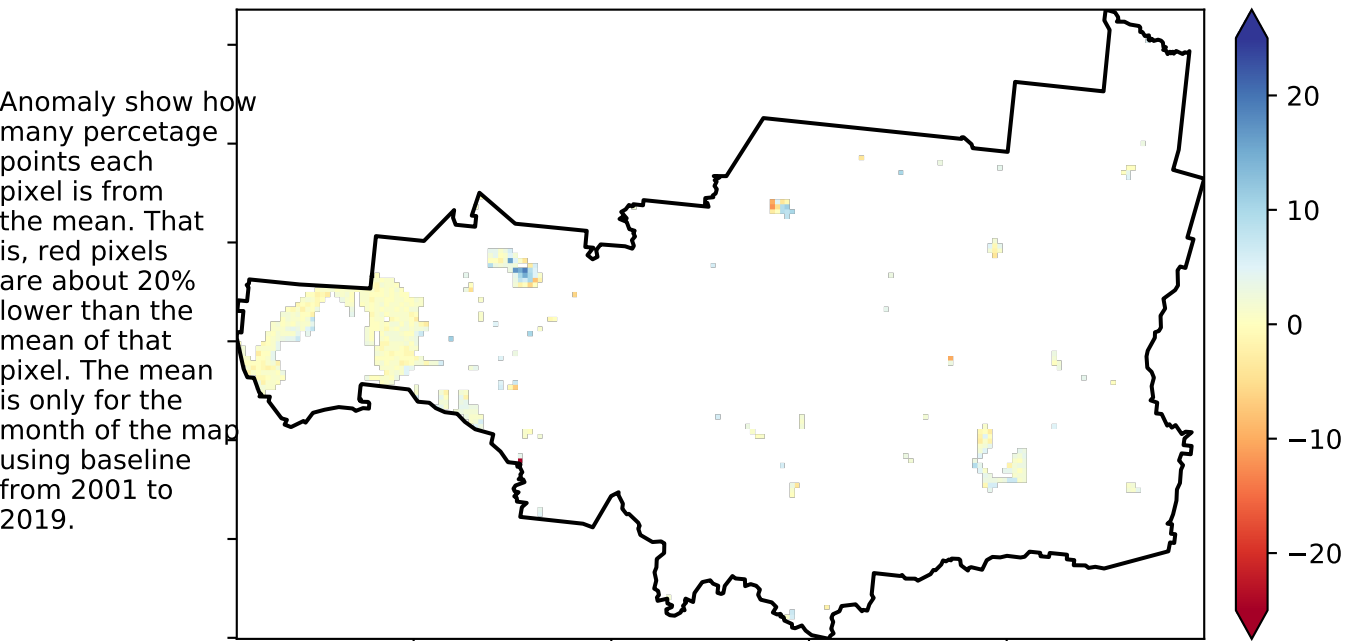 Anomaly show how
many percetage
points each
pixel is from
the mean. That
is, red pixels
are about 20%
lower than the
mean of that
pixel. The mean
is only for the
month of the map
using baseline
from 2001 to
2019.
20
10
0
−10
−20